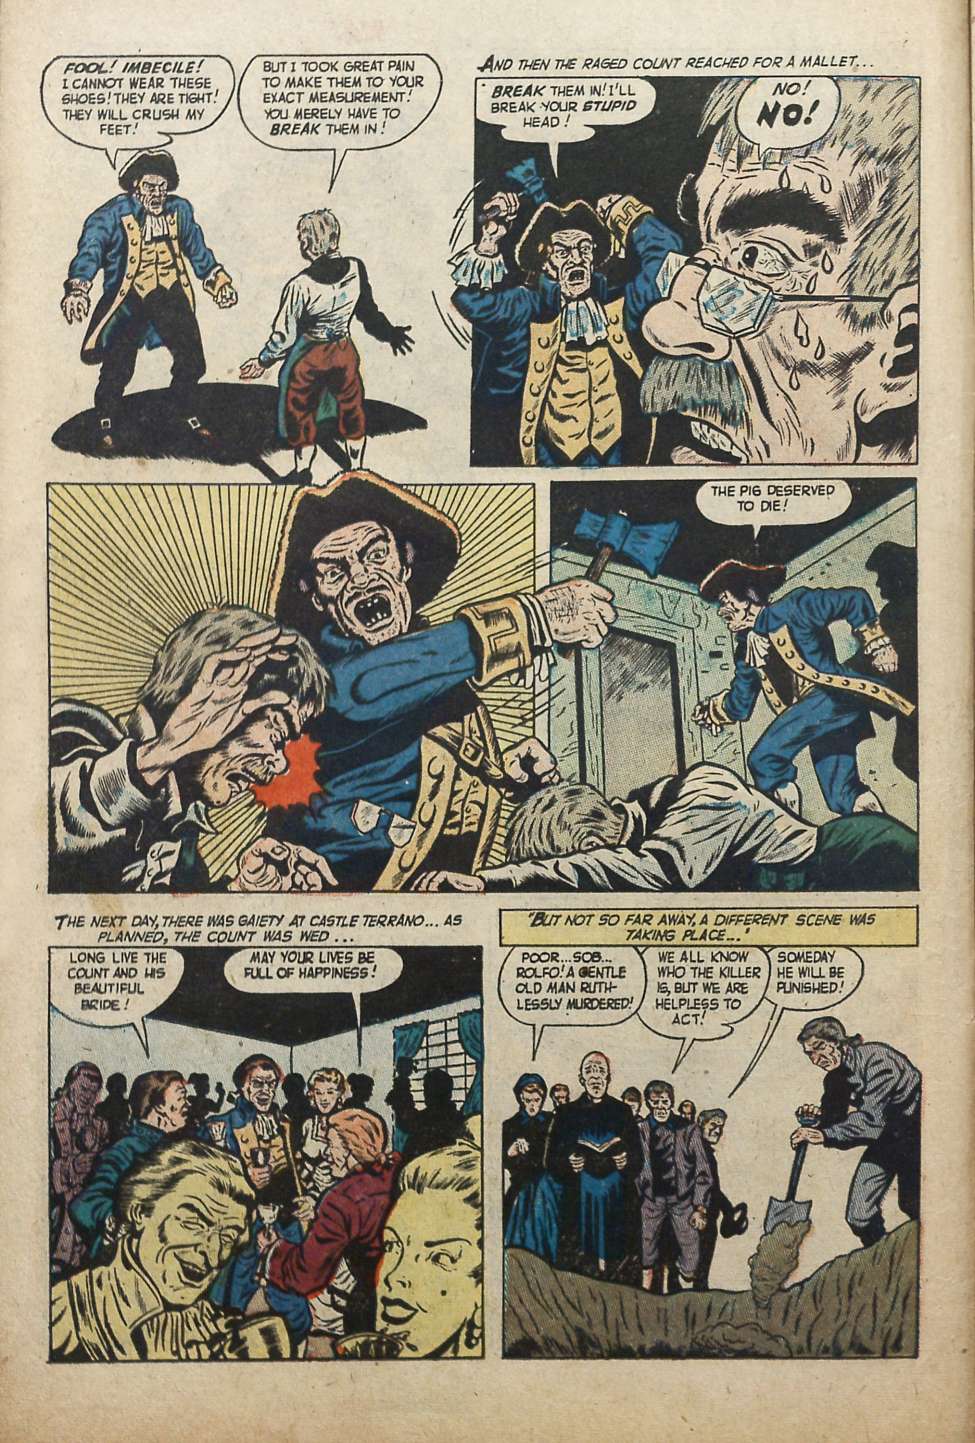 FOOL! IMBECILE!
I CANNOT WEAR THESE
SHOES! THEY ARE TIGHT!
THEY WILL CRUSH MY
FEET!
BUT I TOOK GREAT PAIN
TO MAKE THEM TO YOUR
EXACT MEASUREMENT!
YOU MERELY HAVE TO
BREAK THEM IN!
AND THEN THE RAGED COUNT REACHED FOR A MALLET...
BREAK THEM IN! I'LL
BREAK YOUR STUPID
HEAD!
NO!
NO!
THE PIG DESERVED
TO DIE!
THE NEXT DAY, THERE WAS GAIETY AT CASTLE TERRANO... AS
PLANNED, THE COUNT WAS WED...
LONG LIVE THE
COUNT AND HIS
BEAUTIFUL
BRIDE!
MAY YOUR LIVES BE
FULL OF HAPPINESS!
"BUT NOT SO FAR AWAY, A DIFFERENT SCENE WAS
TAKING PLACE..."
POOR...SOB...
ROLFO! A GENTLE
OLD MAN RUTH-
LESSLY MURDERED!
WE ALL KNOW
WHO THE KILLER
IS, BUT WE ARE
HELPLESS TO
ACT!
SOMEDAY
HE WILL BE
PUNISHED!